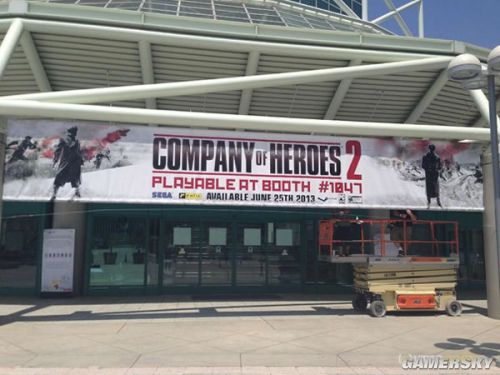 COMPANY OF HEROES 2
PLAYABLE AT BOOTH #1047
SEGA AVAILABLE JUNE 25TH 2013
GAMERSKY